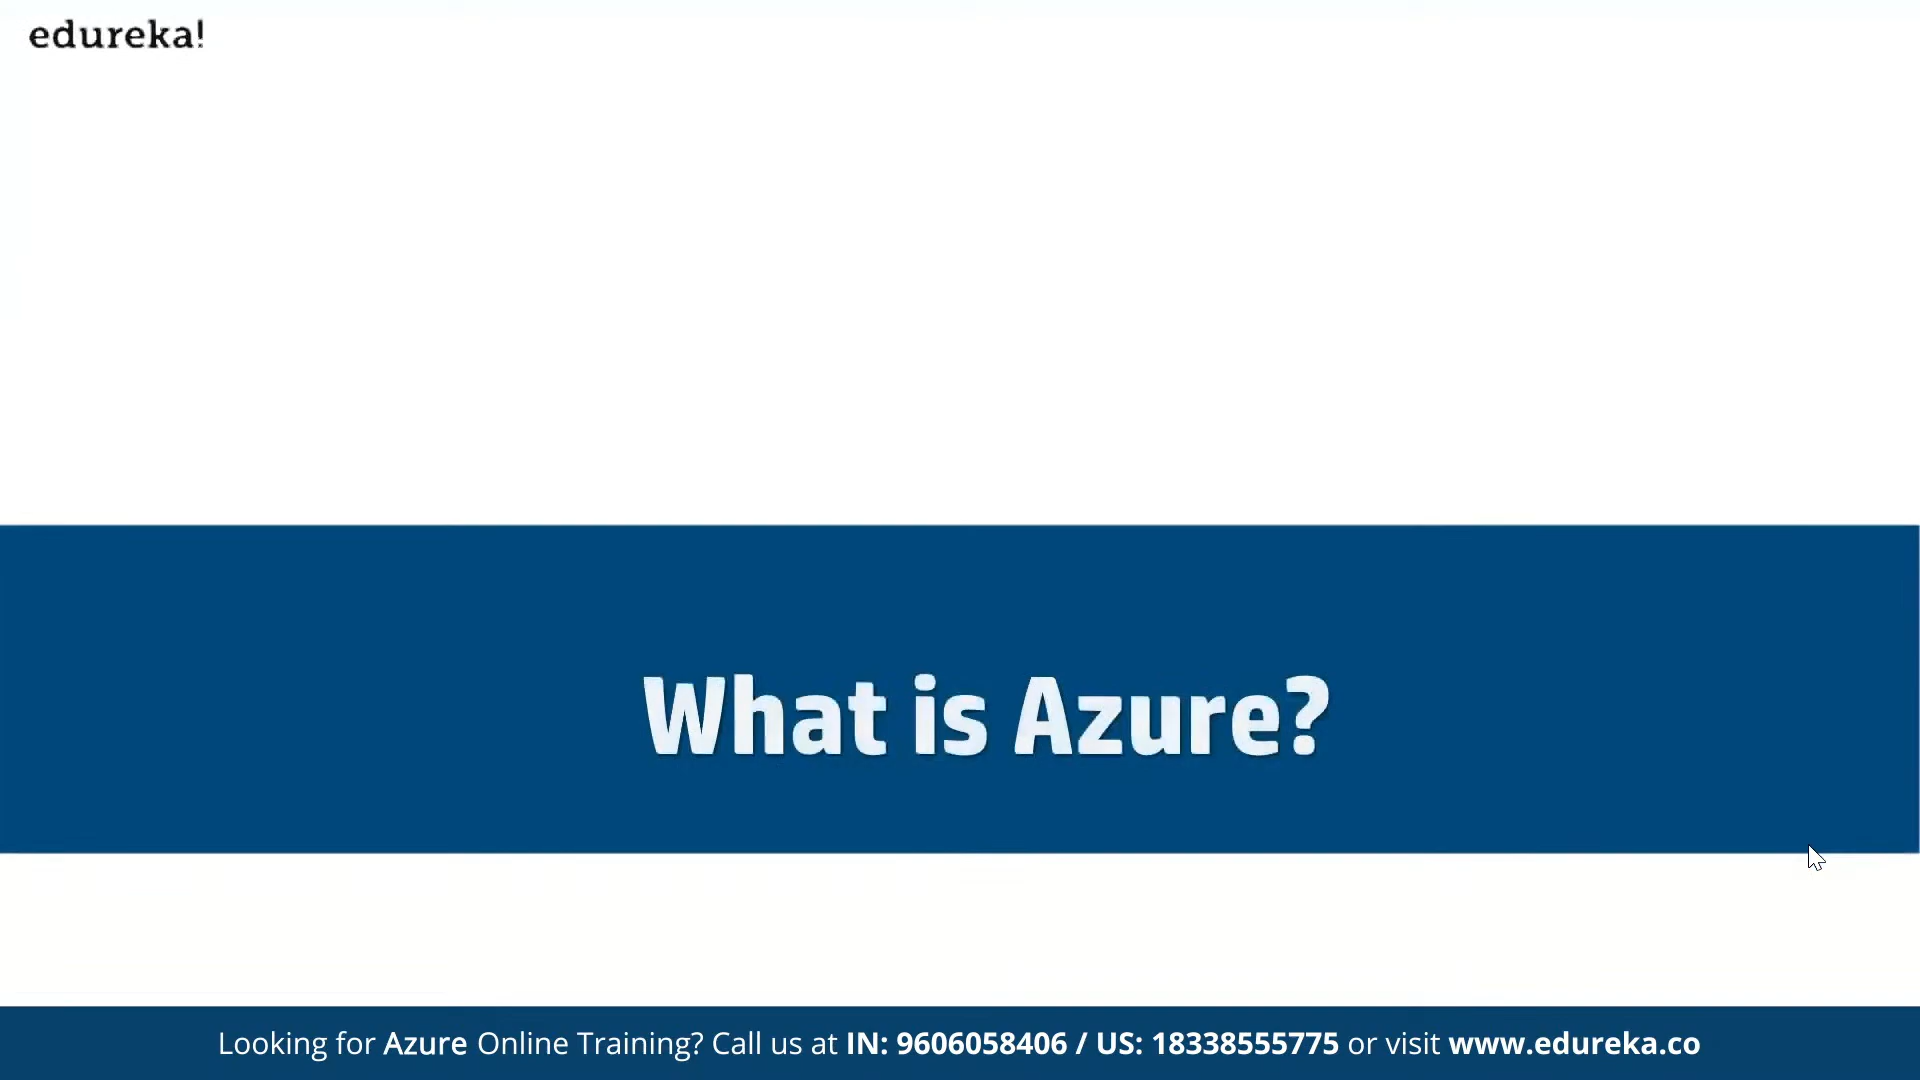 edureka!
What is Azure?
Looking for Azure Online Training? Call us at IN: 9606058406 / US: 18338555775 or visit www.edureka.co